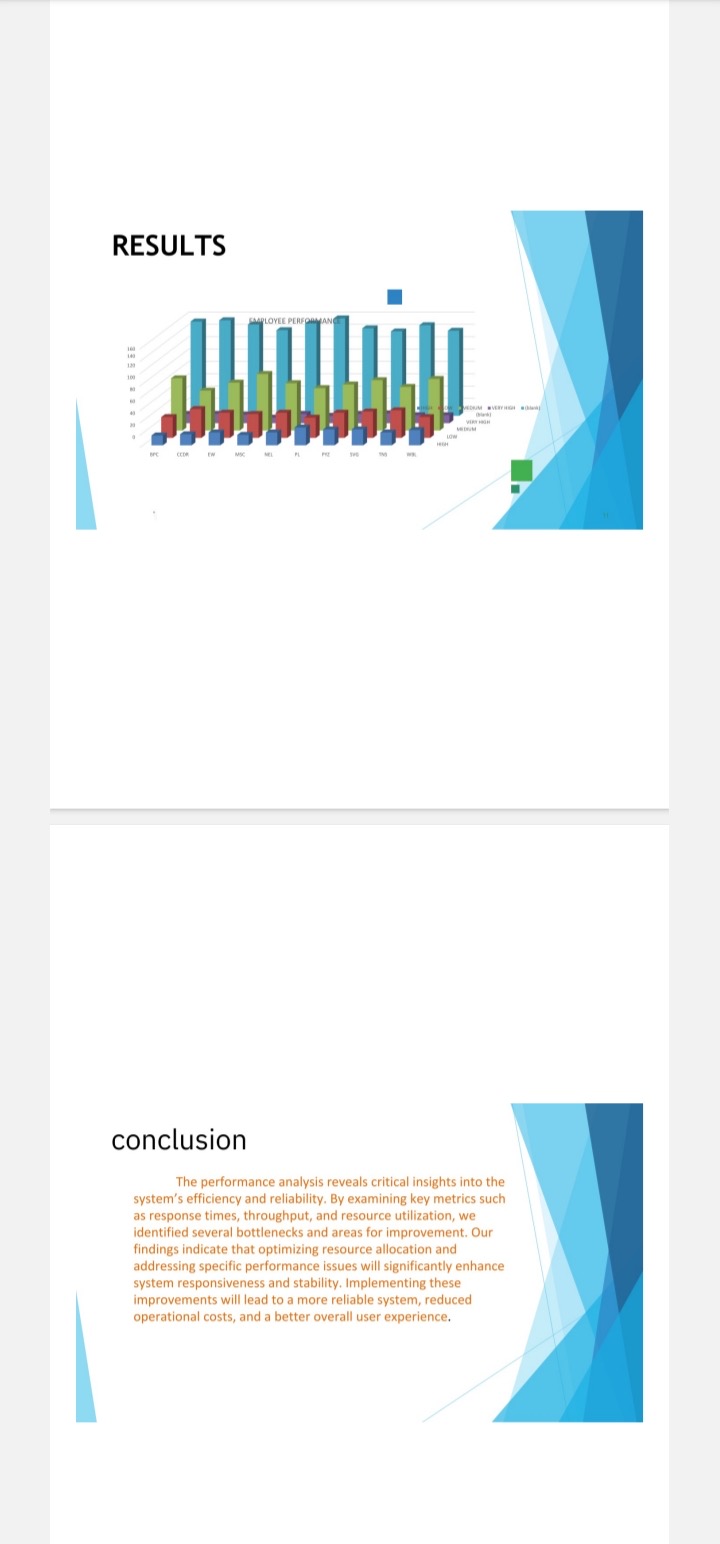 RESULTS
EMPLOYEE PERFORMANCE
160
140
120
100
80
60
40
20
0
MEDIUM VERY HIGH (blank)
(blank)
VERY HIGH
MEDIUM
LOW
HIGH
BPC CCDR EW MSC NEL PL PYZ SVG TNS WBL
conclusion
The performance analysis reveals critical insights into the
system's efficiency and reliability. By examining key metrics such
as response times, throughput, and resource utilization, we
identified several bottlenecks and areas for improvement. Our
findings indicate that optimizing resource allocation and
addressing specific performance issues will significantly enhance
system responsiveness and stability. Implementing these
improvements will lead to a more reliable system, reduced
operational costs, and a better overall user experience.